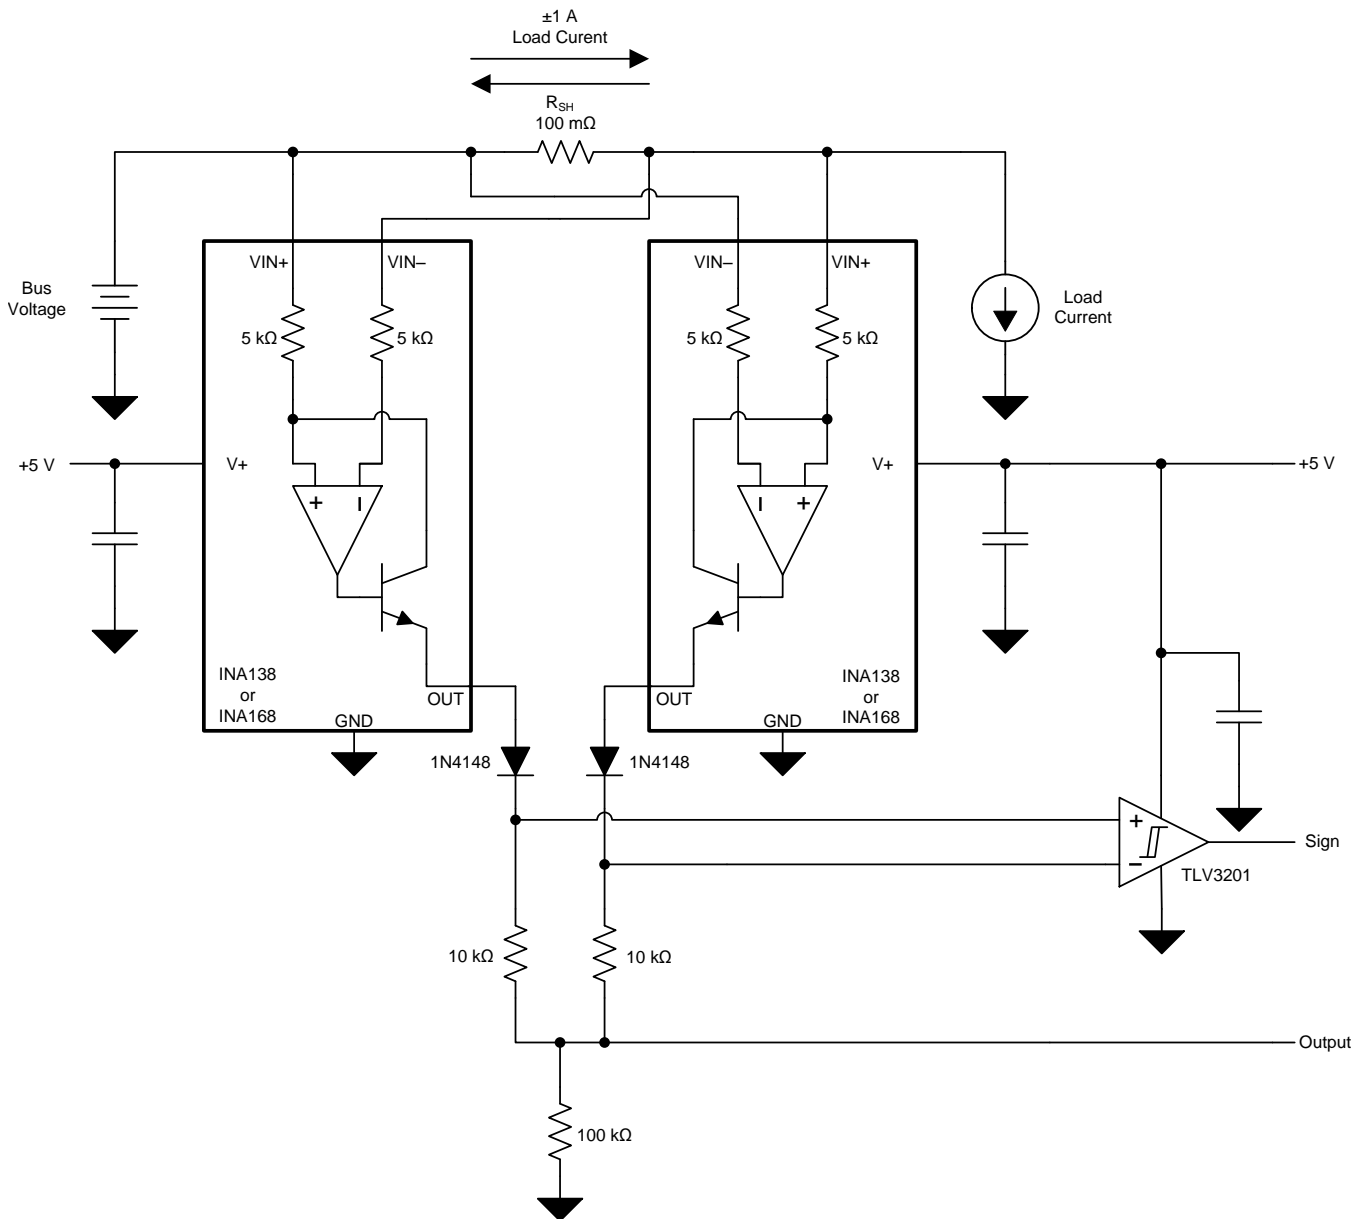 ±1 A
Load Curent
R_SH
100 mΩ
VIN+
VIN–
VIN–
VIN+
Bus
Voltage
Load
Current
5 kΩ
5 kΩ
5 kΩ
5 kΩ
+5 V
V+
V+
+5 V
+
–
–
+
INA138
or
INA168
OUT
GND
INA138
or
INA168
OUT
GND
1N4148
1N4148
+
–
Sign
TLV3201
10 kΩ
10 kΩ
Output
100 kΩ